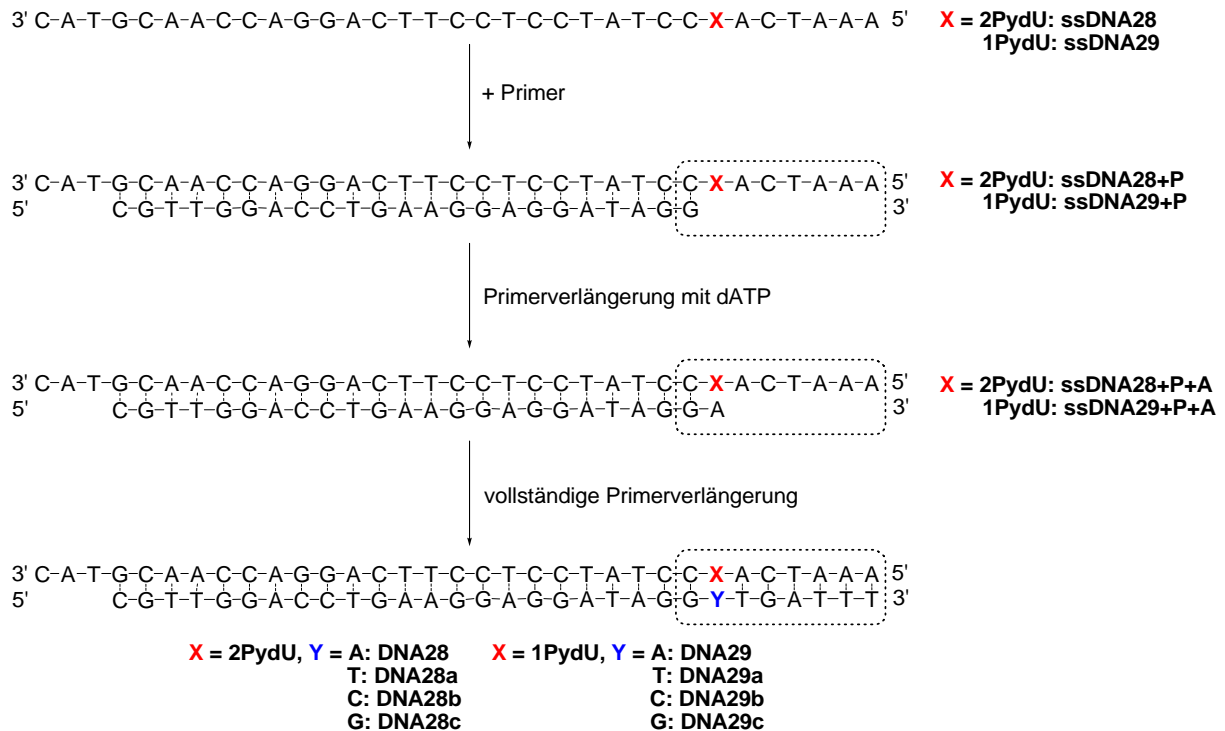 3' C-A-T-G-C-A-A-C-C-A-G-G-A-C-T-T-C-C-T-C-C-T-A-T-C-C-X-A-C-T-A-A-A 5' X = 2PydU: ssDNA28
1PydU: ssDNA29
+ Primer
3' C-A-T-G-C-A-A-C-C-A-G-G-A-C-T-T-C-C-T-C-C-T-A-T-C-C-X-A-C-T-A-A-A 5' X = 2PydU: ssDNA28+P
5' C-G-T-T-G-G-A-C-C-T-G-A-A-G-G-A-G-G-A-T-A-G-G 3' 1PydU: ssDNA29+P
Primerverlängerung mit dATP
3' C-A-T-G-C-A-A-C-C-A-G-G-A-C-T-T-C-C-T-C-C-T-A-T-C-C-X-A-C-T-A-A-A 5' X = 2PydU: ssDNA28+P+A
5' C-G-T-T-G-G-A-C-C-T-G-A-A-G-G-A-G-G-A-T-A-G-G-A 3' 1PydU: ssDNA29+P+A
vollständige Primerverlängerung
3' C-A-T-G-C-A-A-C-C-A-G-G-A-C-T-T-C-C-T-C-C-T-A-T-C-C-X-A-C-T-A-A-A 5'
5' C-G-T-T-G-G-A-C-C-T-G-A-A-G-G-A-G-G-A-T-A-G-G-Y-T-G-A-T-T-T 3'
X = 2PydU, Y = A: DNA28 X = 1PydU, Y = A: DNA29
T: DNA28a T: DNA29a
C: DNA28b C: DNA29b
G: DNA28c G: DNA29c